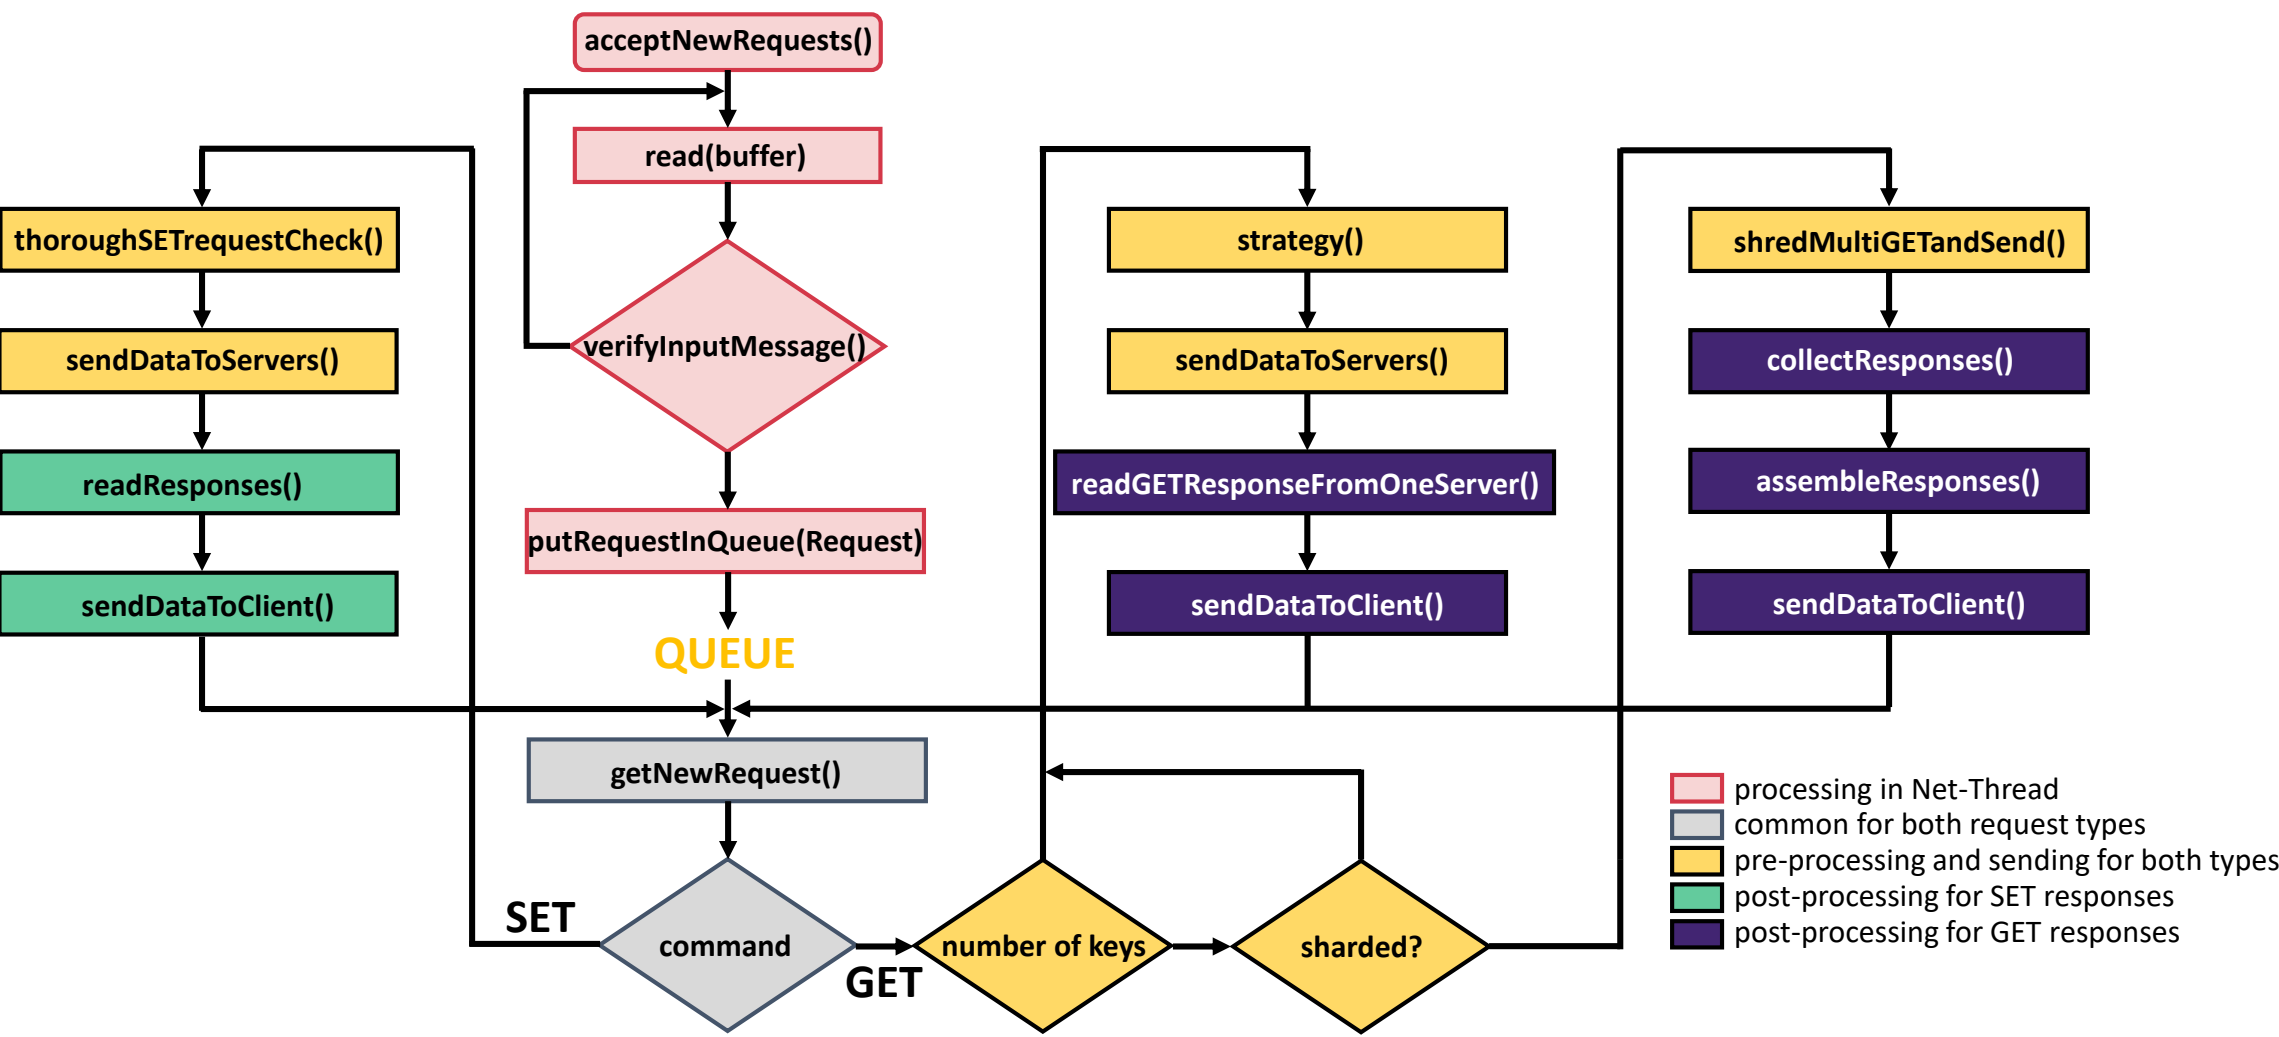 acceptNewRequests()
read(buffer)
verifyInputMessage()
putRequestInQueue(Request)
QUEUE
getNewRequest()
command
SET
GET
thoroughSETrequestCheck()
sendDataToServers()
readResponses()
sendDataToClient()
number of keys
sharded?
strategy()
sendDataToServers()
readGETResponseFromOneServer()
sendDataToClient()
shredMultiGETandSend()
collectResponses()
assembleResponses()
sendDataToClient()
processing in Net-Thread
common for both request types
pre-processing and sending for both types
post-processing for SET responses
post-processing for GET responses